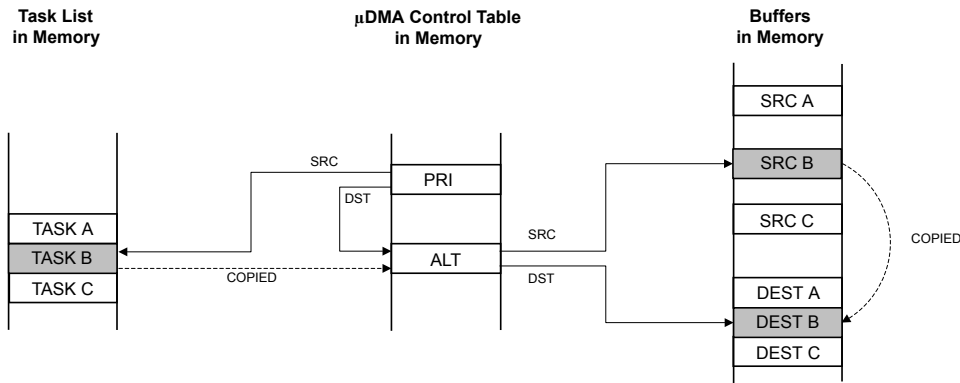 Task List
in Memory
µDMA Control Table
in Memory
Buffers
in Memory
SRC A
SRC
PRI
SRC B
DST
TASK A
SRC C
SRC
COPIED
TASK B
ALT
COPIED
DST
TASK C
DEST A
DEST B
DEST C